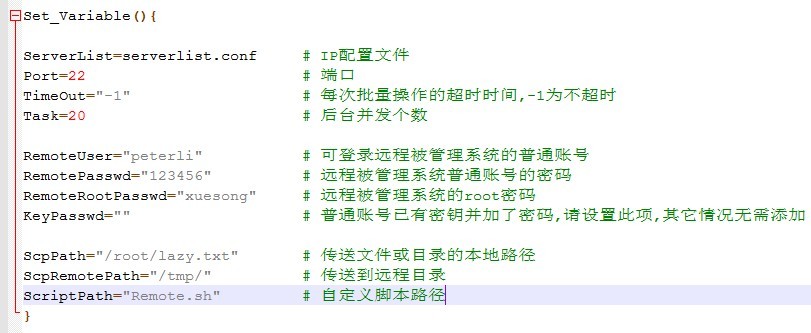 Set_Variable(){
ServerList=serverlist.conf # IP配置文件
Port=22 # 端口
TimeOut="-1" # 每次批量操作的超时时间,-1为不超时
Task=20 # 后台并发个数
RemoteUser="peterli" # 可登录远程被管理系统的普通账号
RemotePasswd="123456" # 远程被管理系统普通账号的密码
RemoteRootPasswd="xuesong" # 远程被管理系统的root密码
KeyPasswd="" # 普通账号已有密钥并加了密码,请设置此项,其它情况无需添加
ScpPath="/root/lazy.txt" # 传送文件或目录的本地路径
ScpRemotePath="/tmp/" # 传送到远程目录
ScriptPath="Remote.sh" # 自定义脚本路径
}